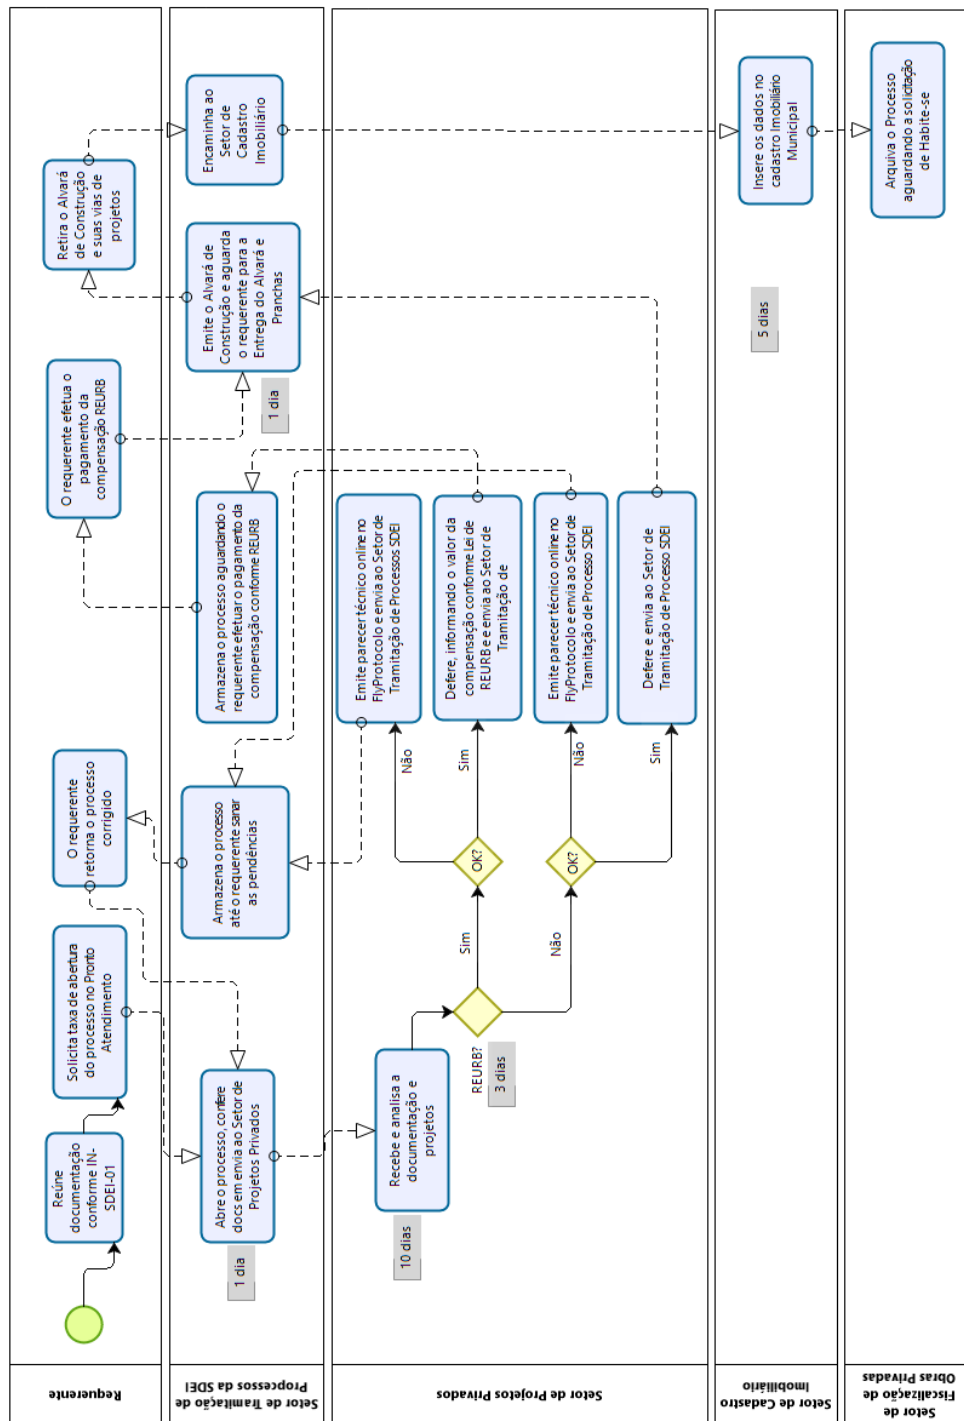 Requerente
Reúne
documentação
conforme IN-
SDEI-01
Solicita taxa de abertura
do processo no Pronto
Atendimento
O requerente
retorna o processo
corrigido
O requerente efetua o
pagamento da
compensação REURB
Retira o Alvará
de Construção
e suas vias de
projetos
Setor de Tramitação de
Propcessos da SDEI
Abre o processo, confere
docs em envia ao Setor de
Projetos Privados
1 dia
Armazena o processo
até o requerente sanar
as pendências
Armazena o processo aguardando o
requerente efetuar o pagamento da
compensação conforme REURB
Emite o Alvará de
Construção e aguarda
o requerente para a
Entrega do Alvará e
Pranchas
1 dia
Encaminha ao
Setor de
Cadastro
Imobiliário
Setor de Projetos Privados
Recebe e analisa a
documentação e
projetos
10 dias
REURB?
3 dias
Sim
Não
OK?
OK?
Não
Sim
Não
Sim
Emite parecer técnico online no
FlyProtocolo e envia ao Setor de
Tramitação de Processos SDEI
Defere, informando o valor da
compensação conforme Lei de
REURB e e envia ao Setor de
Tramitação de
Emite parecer técnico online no
FlyProtocolo e envia ao Setor de
Tramitação de Processo SDEI
Defere e envia ao Setor de
Tramitação de Processo SDEI
Setor de Cadastro
Imobiliário
Insere os dados no
cadastro Imobiliário
Municipal
5 dias
Setor de
Fiscalização de
Obras Privadas
Arquiva o Processo
aguardando a solicitação
de Habite-se